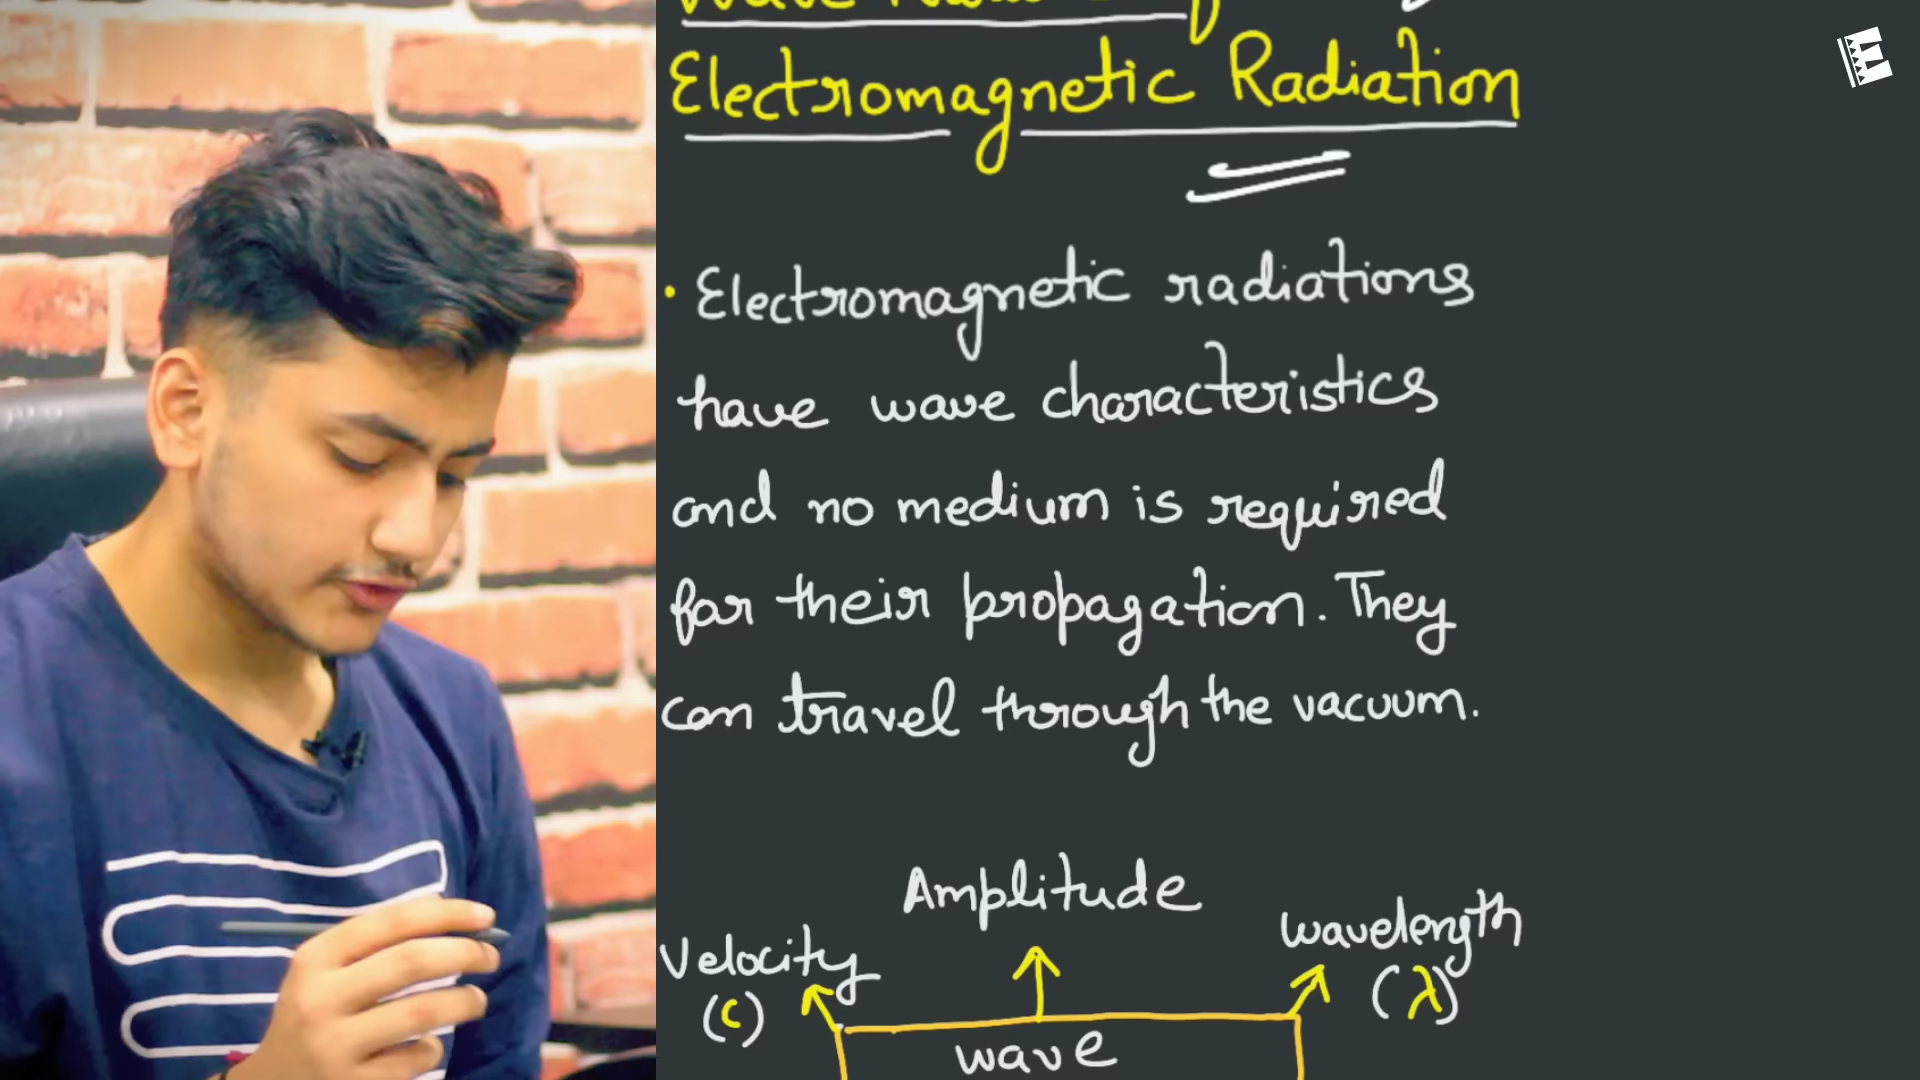 Electromagnetic Radiation
• Electromagnetic radiations
have wave characteristics
and no medium is required
for their propagation. They
can travel through the vacuum.
Amplitude
Velocity
(c)
wavelength
(λ)
wave